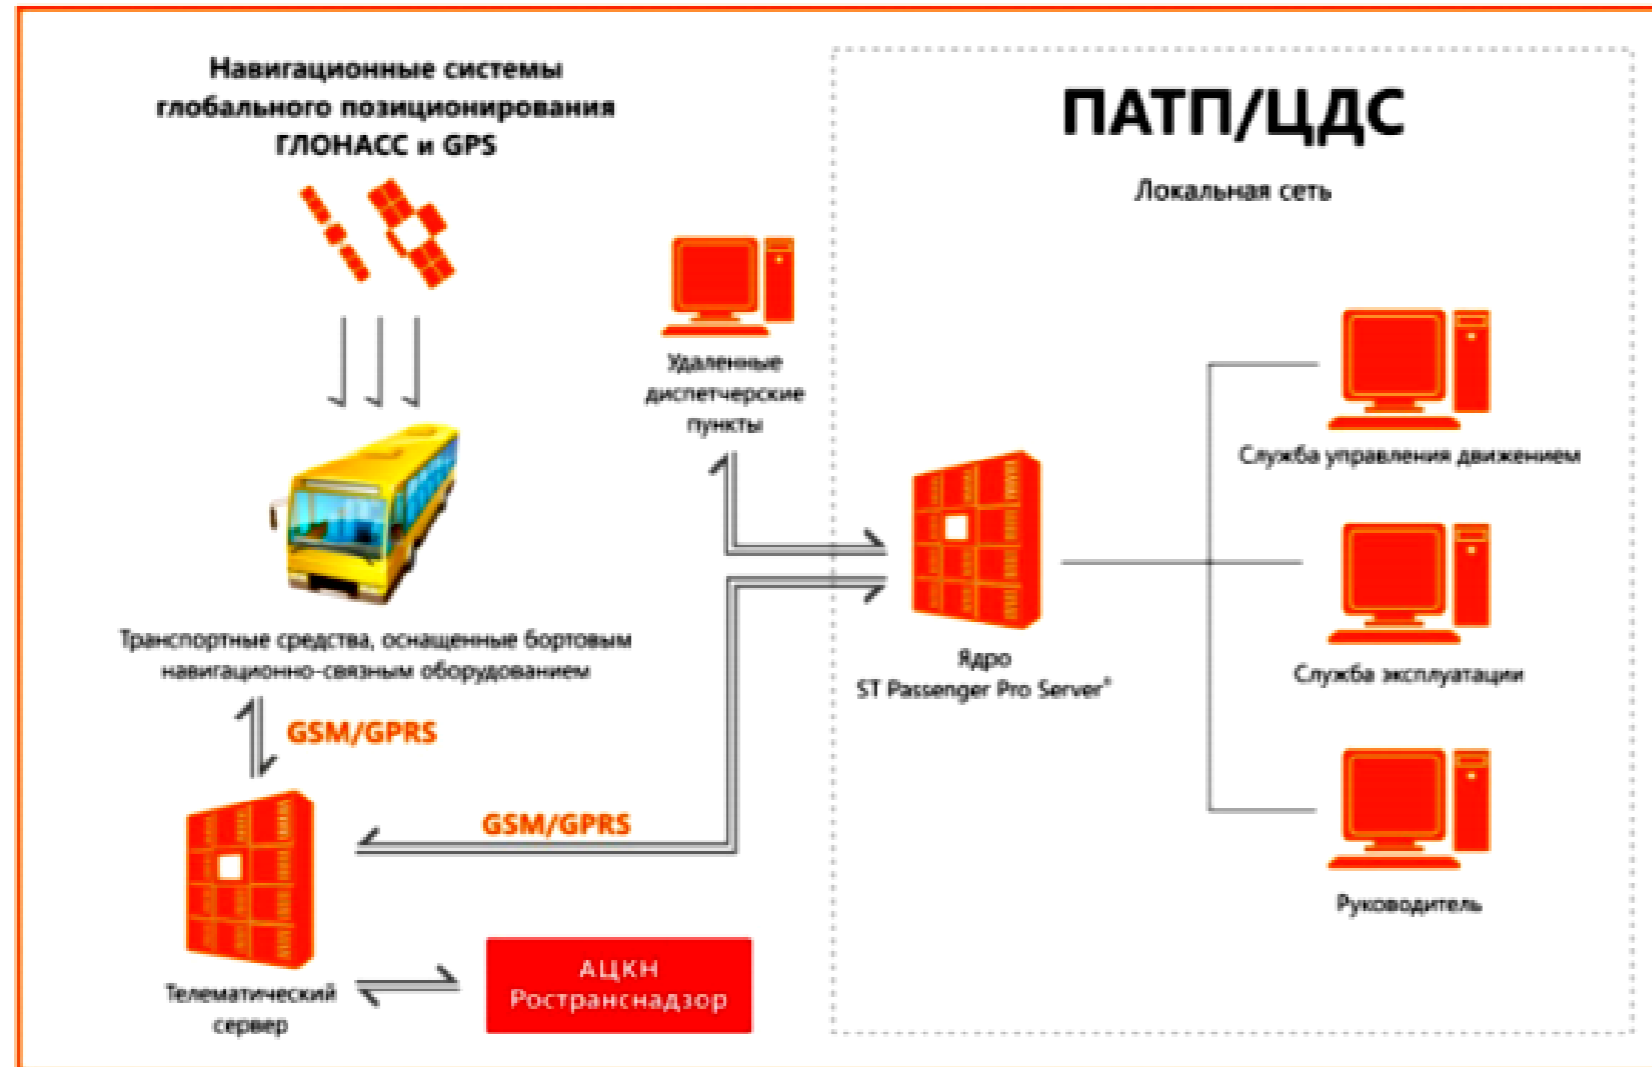 Навигационные системы
глобального позиционирования
ГЛОНАСС и GPS
ПАТП/ЦДС
Локальная сеть
Удаленные
диспетчерские
пункты
Служба управления движением
Транспортные средства, оснащенные бортовым
навигационно-связным оборудованием
Ядро
ST Passenger Pro Server®
Служба эксплуатации
GSM/GPRS
GSM/GPRS
Руководитель
Телематический
сервер
АЦКН
Ространснадзор